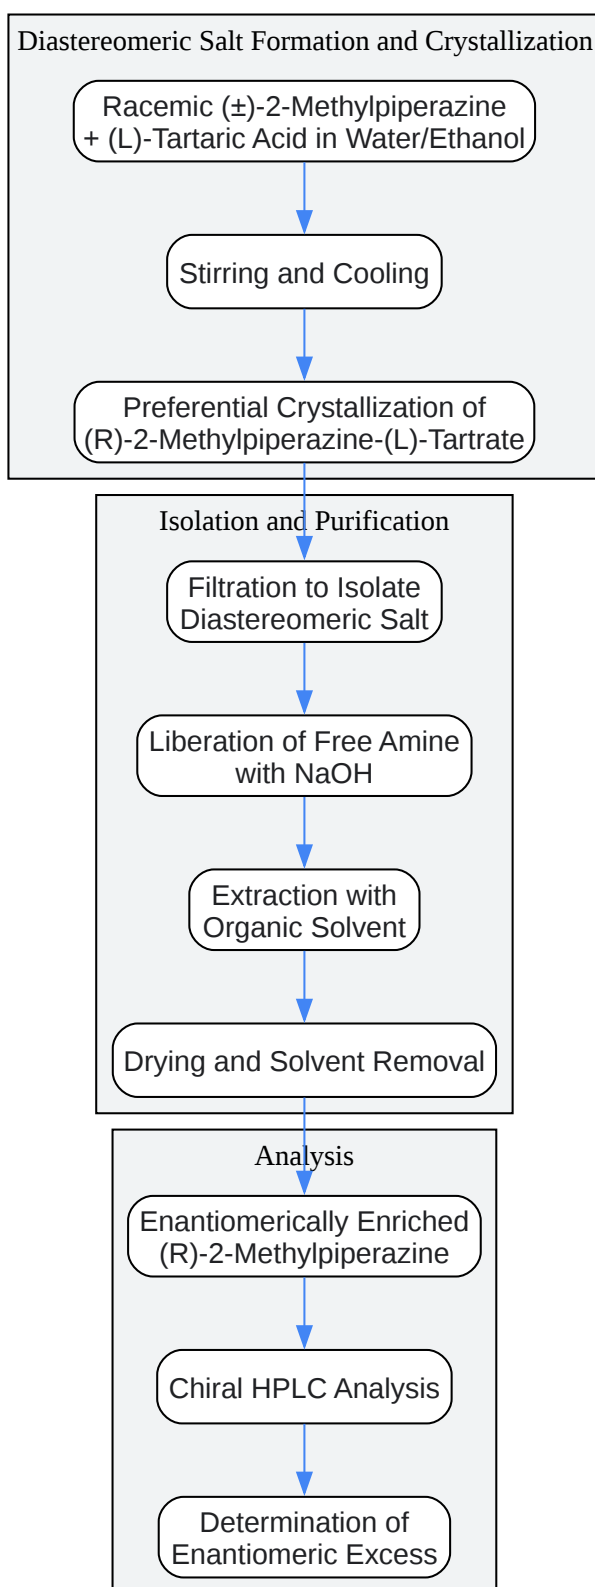 Diastereomeric Salt Formation and Crystallization
Racemic (±)-2-Methylpiperazine
+ (L)-Tartaric Acid in Water/Ethanol
Stirring and Cooling
Preferential Crystallization of
(R)-2-Methylpiperazine-(L)-Tartrate
Isolation and Purification
Filtration to Isolate
Diastereomeric Salt
Liberation of Free Amine
with NaOH
Extraction with
Organic Solvent
Drying and Solvent Removal
Analysis
Enantiomerically Enriched
(R)-2-Methylpiperazine
Chiral HPLC Analysis
Determination of
Enantiomeric Excess